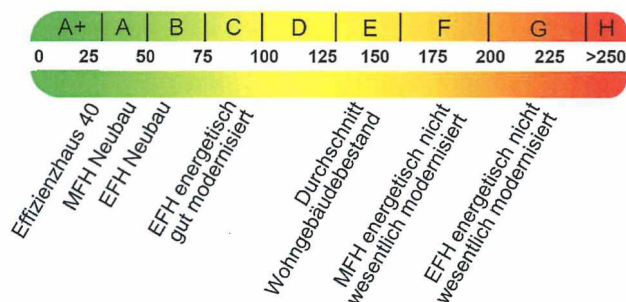 A+ A B C D E F G H
0 25 50 75 100 125 150 175 200 225 >250
Effizienzhaus 40
MFH Neubau
EFH Neubau
EFH energetisch
gut modernisiert
Durchschnitt
Wohngebäudebestand
MFH energetisch nicht
wesentlich modernisiert
EFH energetisch nicht
wesentlich modernisiert